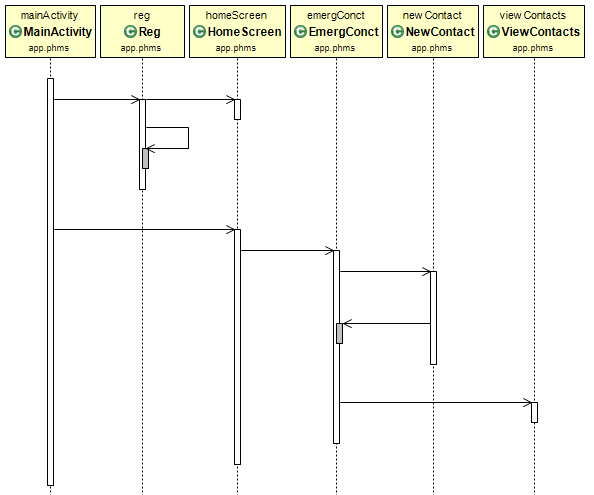 mainActivity
C MainActivity
app.phms
reg
C Reg
app.phms
homeScreen
C HomeScreen
app.phms
emergConct
C EmergConct
app.phms
new Contact
C NewContact
app.phms
view Contacts
C ViewContacts
app.phms